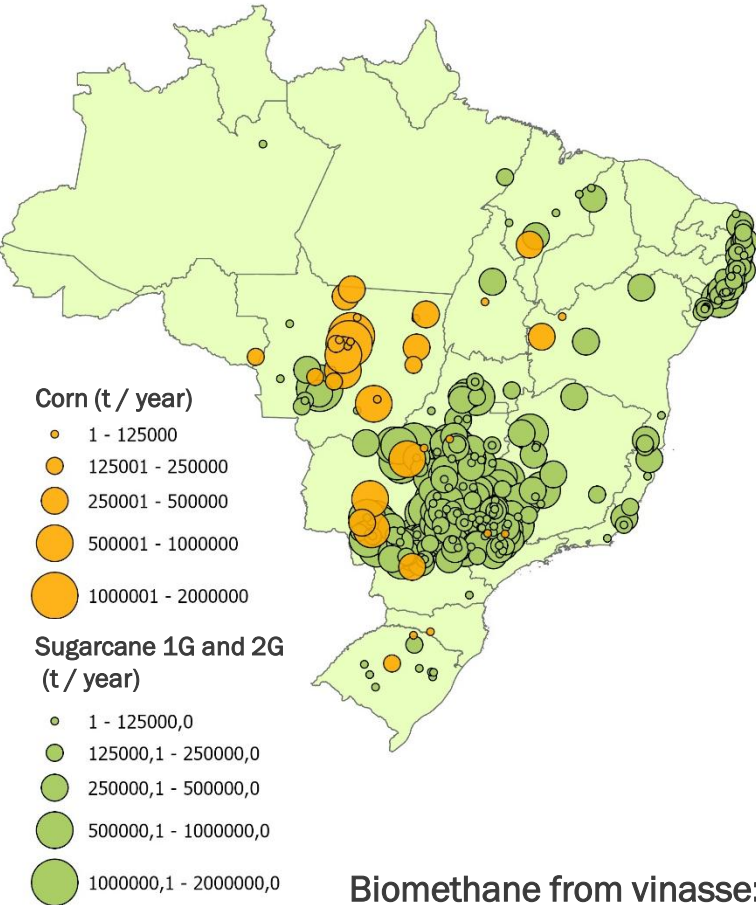 Corn (t / year)
1 - 125000
125001 - 250000
250001 - 500000
500001 - 1000000
1000001 - 2000000
Sugarcane 1G and 2G
(t / year)
1 - 125000,0
125000,1 - 250000,0
250000,1 - 500000,0
500000,1 - 1000000,0
1000000,1 - 2000000,0
Biomethane from vinasse: